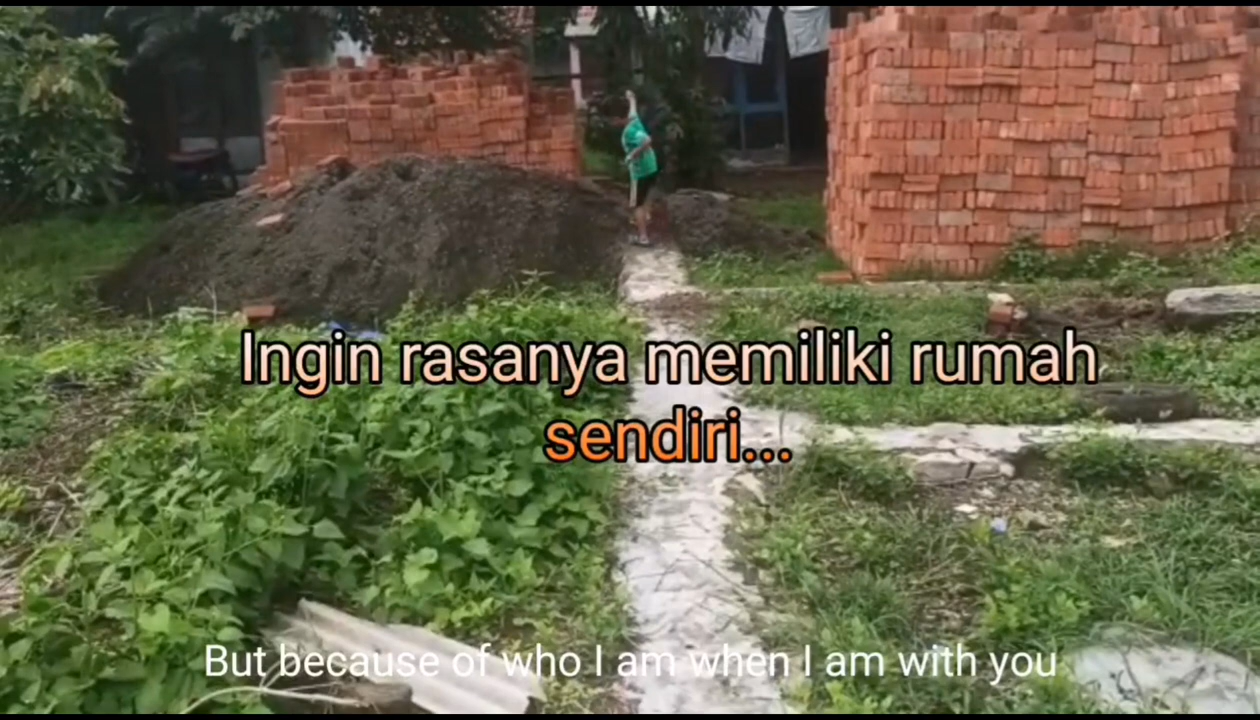 Ingin rasanya memiliki rumah
sendiri...
But because of who I am when I am with you